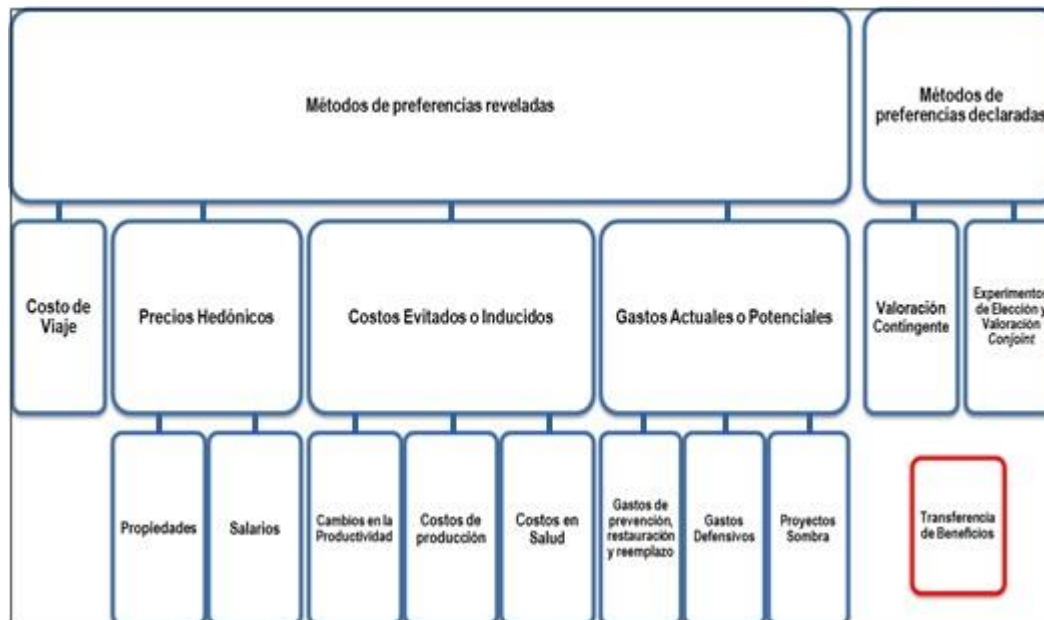 Métodos de preferencias reveladas
Métodos de
preferencias declaradas
Costo de
Viaje
Precios Hedónicos
Costos Evitados o Inducidos
Gastos Actuales o Potenciales
Valoración
Contingente
Experimentos
de Elección y
Valoración
Conjoint
Propiedades
Salarios
Cambios en la
Productividad
Costos de
producción
Costos en
Salud
Gastos de
prevención,
restauración
y reemplazo
Gastos
Defensivos
Proyectos
Sombra
Transferencia
de Beneficios